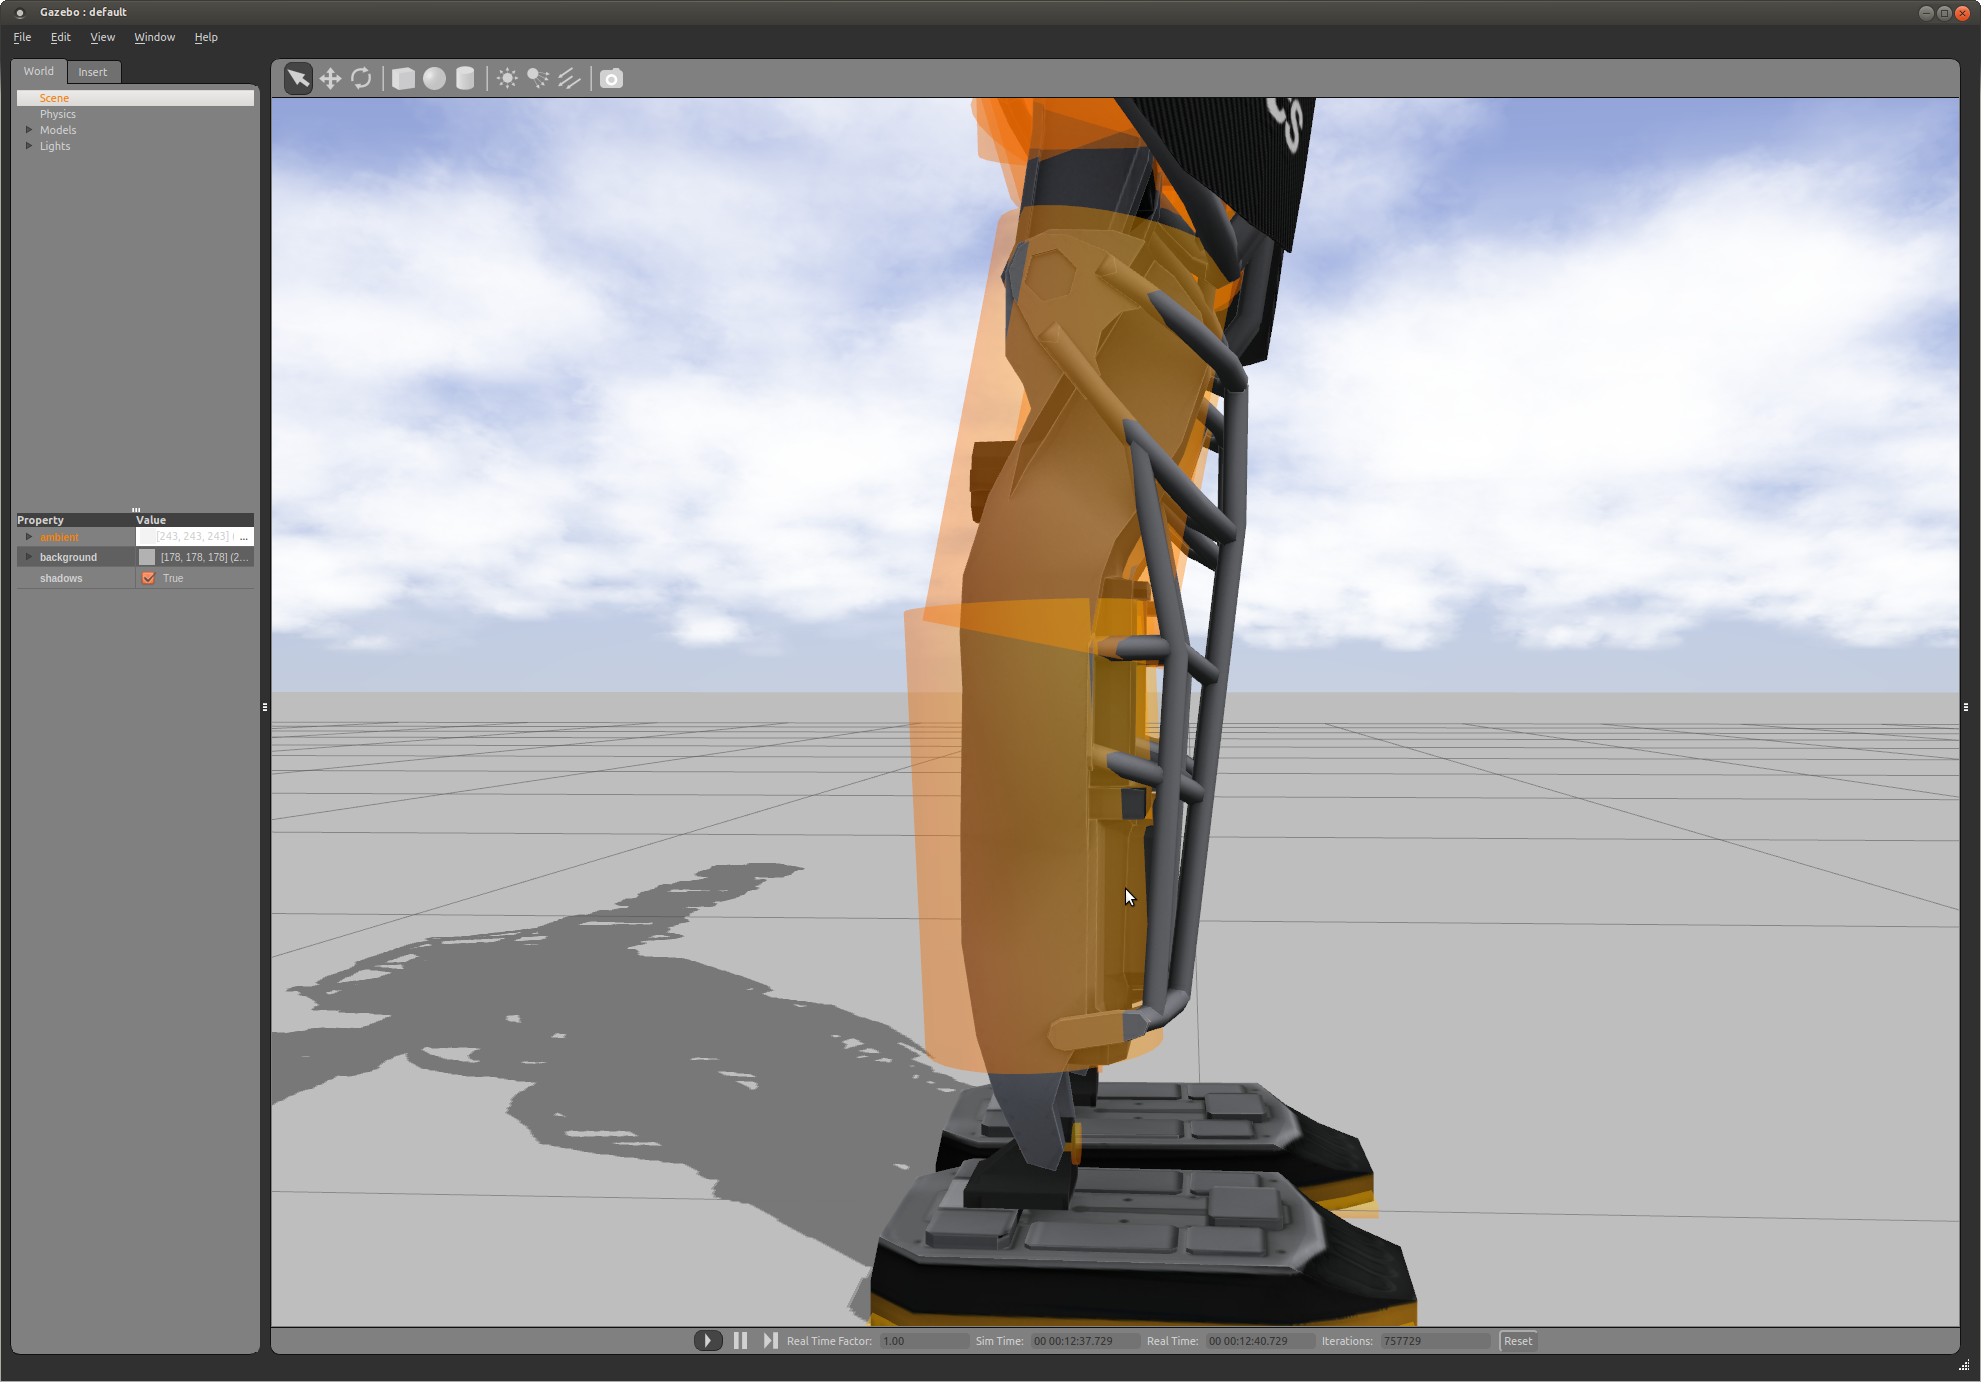 Gazebo : default
File Edit View Window Help
World Insert
Scene
Physics
Models
Lights
Property Value
ambient [243, 243, 243] ( ...
background [178, 178, 178] (2...
shadows True
Real Time Factor: 1.00 Sim Time: 00 00:12:37.729 Real Time: 00 00:12:40.729 Iterations: 757729 Reset